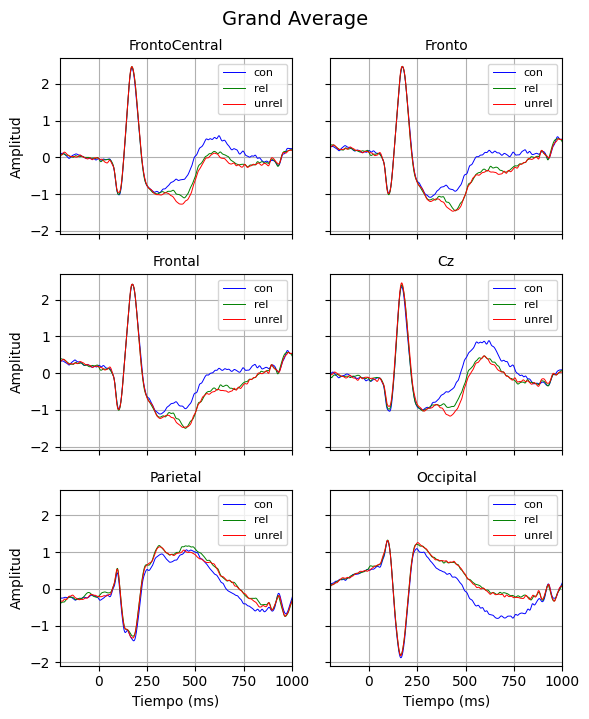 Grand Average
FrontoCentral
Fronto
Amplitud
2
1
0
−1
−2
con
rel
unrel
con
rel
unrel
Frontal
Cz
Amplitud
2
1
0
−1
−2
con
rel
unrel
con
rel
unrel
Parietal
Occipital
Amplitud
2
1
0
−1
−2
con
rel
unrel
con
rel
unrel
0 250 500 750 1000
0 250 500 750 1000
Tiempo (ms)
Tiempo (ms)